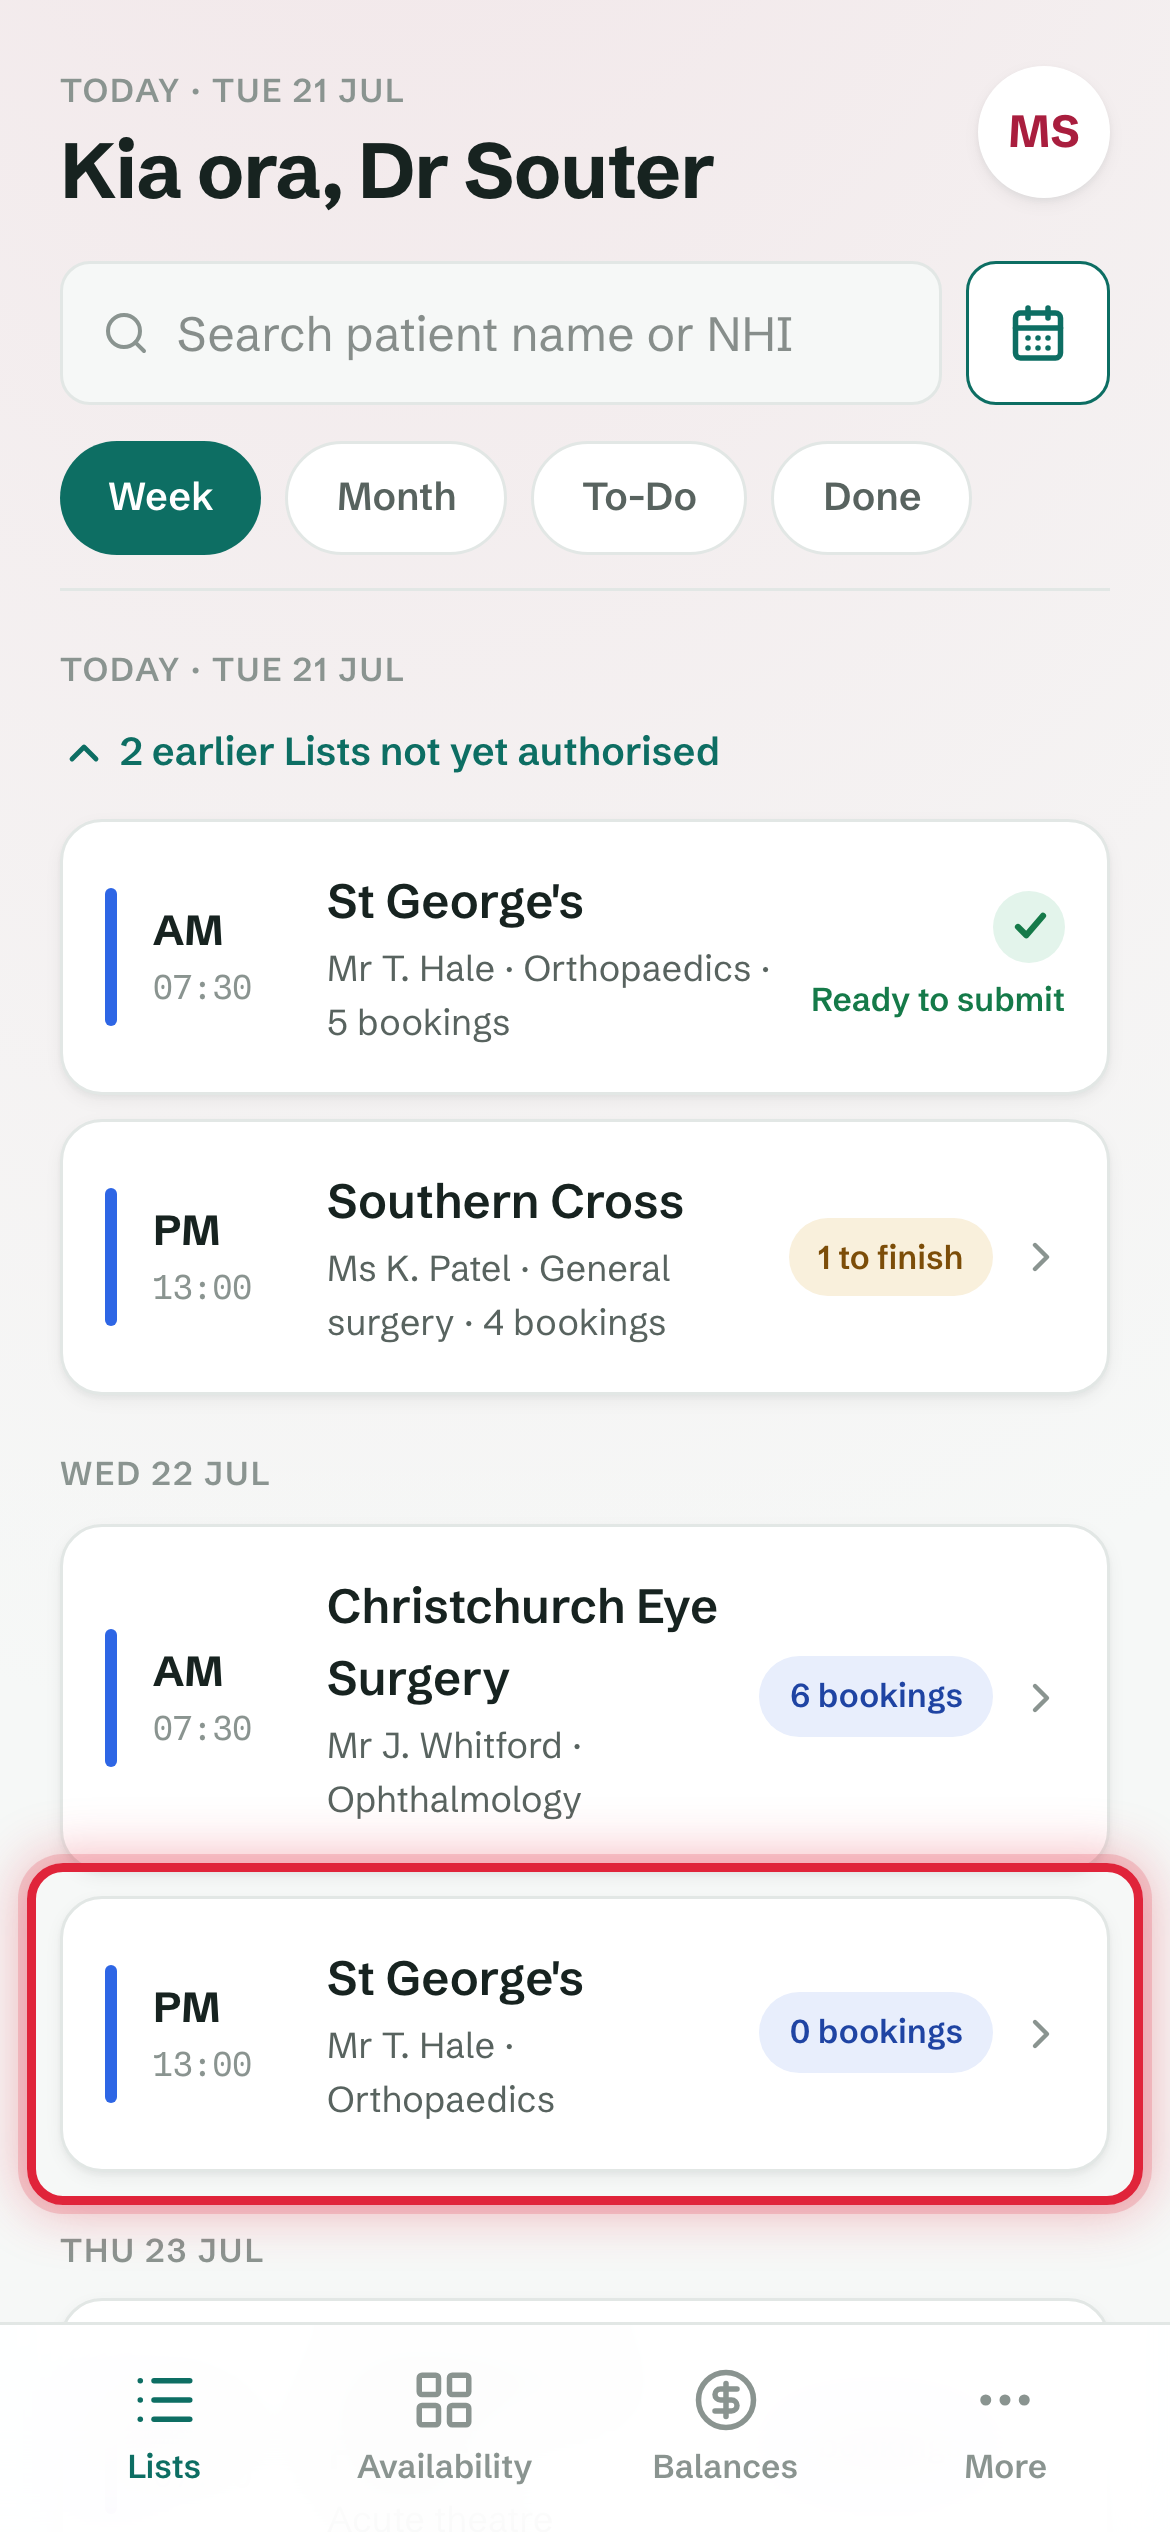 TODAY · TUE 21 JUL
Kia ora, Dr Souter
MS
Search patient name or NHI
Week
Month
To-Do
Done
TODAY · TUE 21 JUL
2 earlier Lists not yet authorised
AM
07:30
St George's
Mr T. Hale · Orthopaedics ·
5 bookings
Ready to submit
PM
13:00
Southern Cross
Ms K. Patel · General
surgery · 4 bookings
1 to finish
WED 22 JUL
AM
07:30
Christchurch Eye
Surgery
Mr J. Whitford ·
Ophthalmology
6 bookings
PM
13:00
St George's
Mr T. Hale ·
Orthopaedics
0 bookings
THU 23 JUL
Lists
Availability
Balances
More
Acute theatre